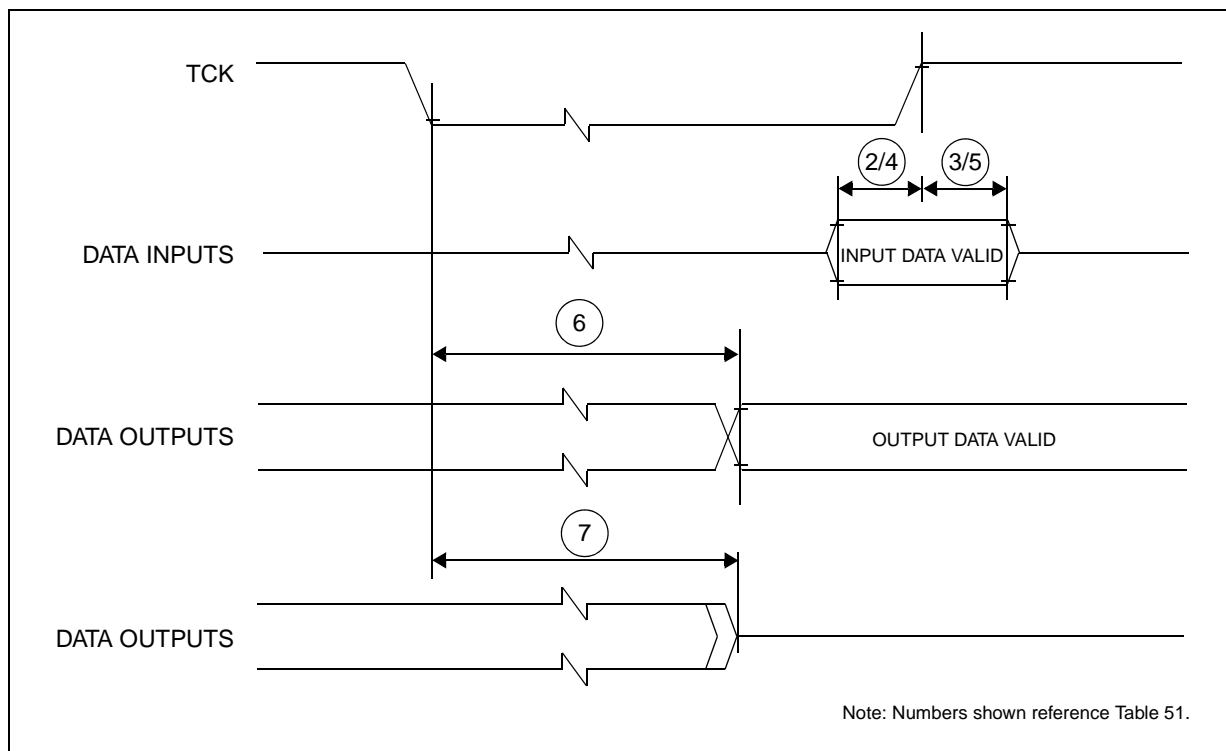 TCK
2/4
3/5
DATA INPUTS
INPUT DATA VALID
6
DATA OUTPUTS
OUTPUT DATA VALID
7
DATA OUTPUTS
Note: Numbers shown reference Table 51.